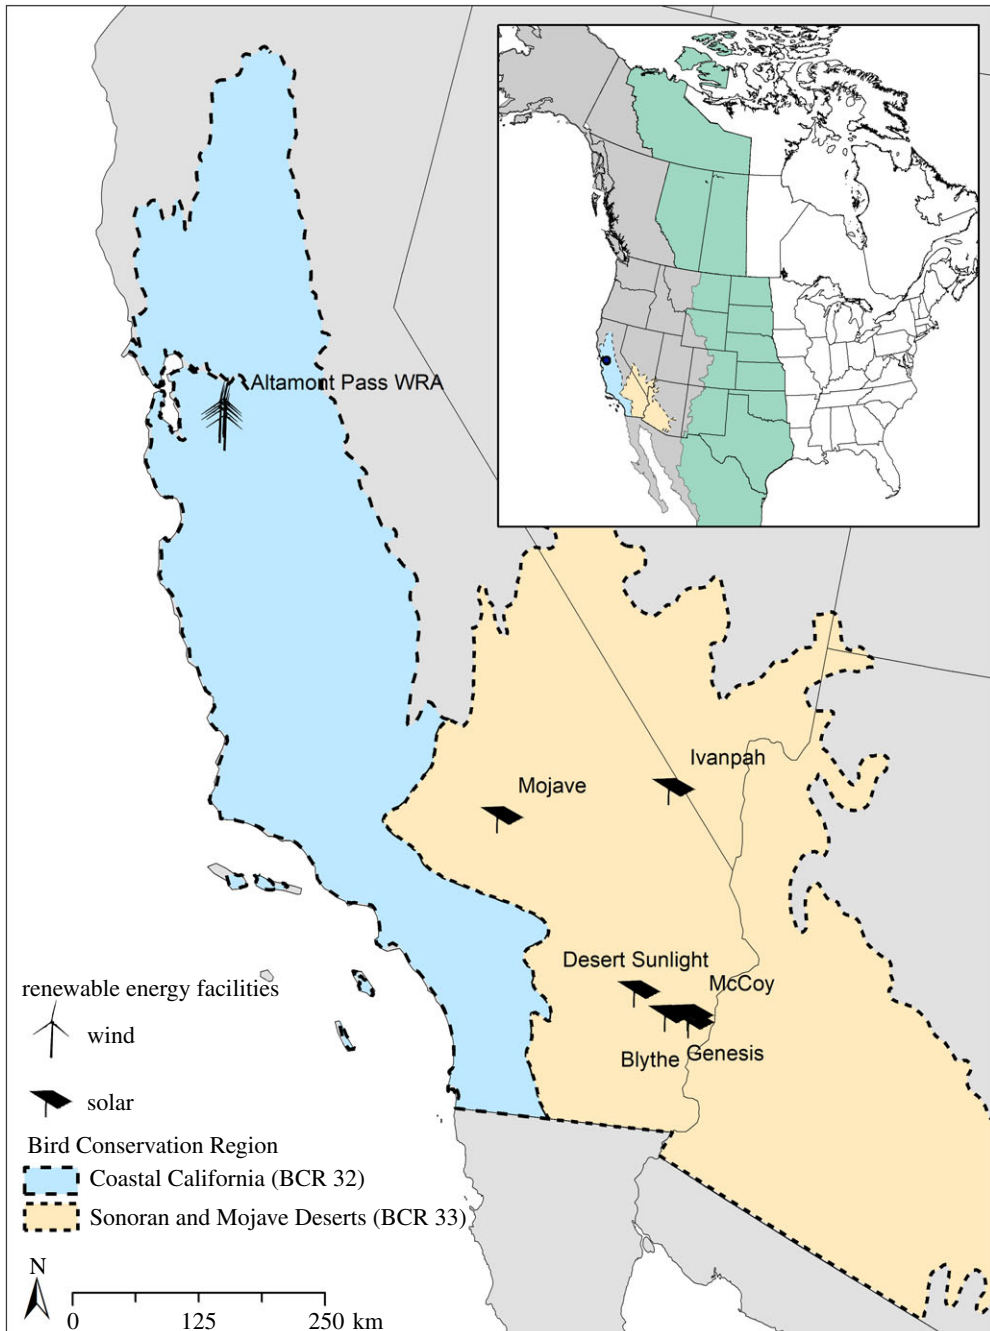 Altamont Pass WRA
Ivanpah
Mojave
Desert Sunlight
McCoy
Blythe
Genesis
renewable energy facilities
wind
solar
Bird Conservation Region
Coastal California (BCR 32)
Sonoran and Mojave Deserts (BCR 33)
N
0 125 250 km